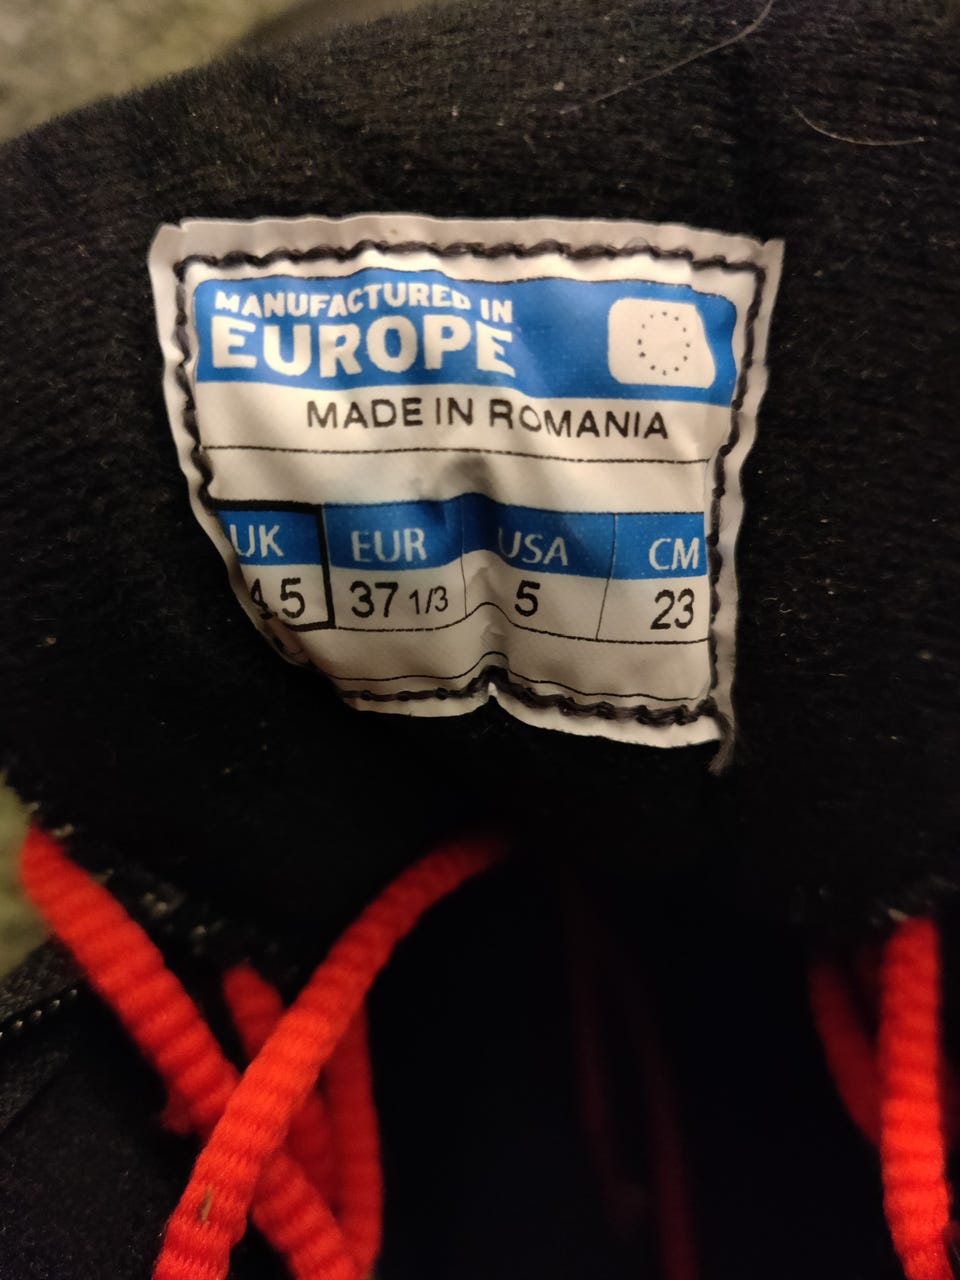 MANUFACTURED IN
EUROPE
MADE IN ROMANIA
UK EUR USA CM
4.5 37 1/3 5 23